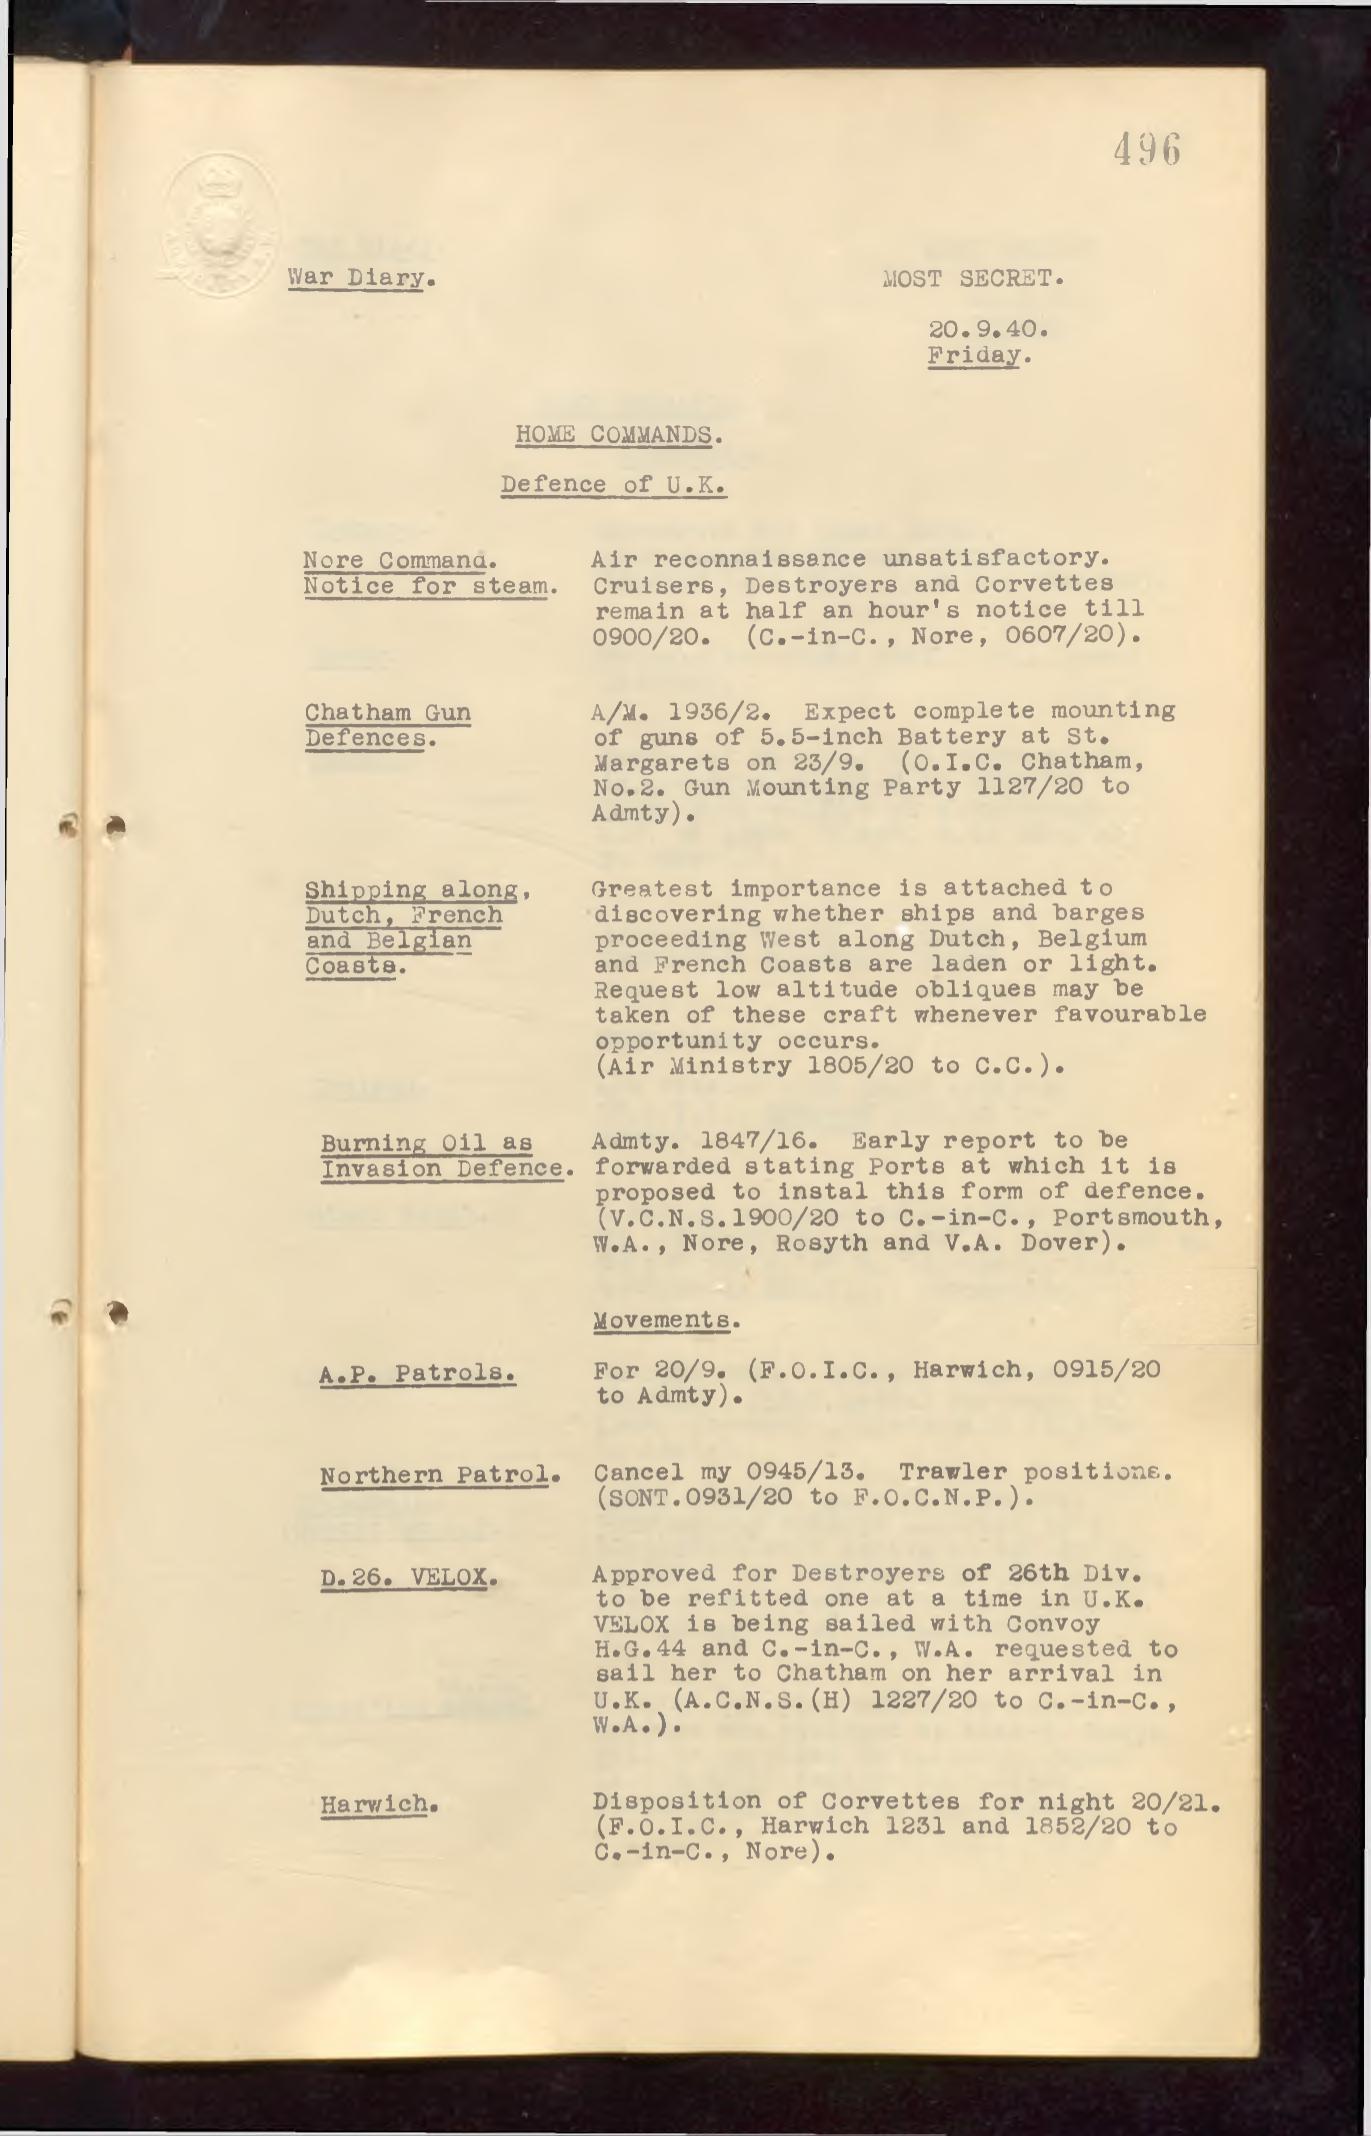 496
War Diary.
MOST SECRET.
20.9.40.
Friday.
HOME COMMANDS.
Defence of U.K.
Nore Command.
Notice for steam.
Air reconnaissance unsatisfactory.
Cruisers, Destroyers and Corvettes
remain at half an hour's notice till
0900/20. (C.-in-C., Nore, 0607/20).
Chatham Gun
Defences.
A/M. 1936/2. Expect complete mounting
of guns of 5.5-inch Battery at St.
Margarets on 23/9. (O.I.C. Chatham,
No.2. Gun Mounting Party 1127/20 to
Admty).
Shipping along,
Dutch, French
and Belgian
Coasts.
Greatest importance is attached to
discovering whether ships and barges
proceeding West along Dutch, Belgium
and French Coasts are laden or light.
Request low altitude obliques may be
taken of these craft whenever favourable
opportunity occurs.
(Air Ministry 1805/20 to C.C.).
Burning Oil as
Invasion Defence.
Admty. 1847/16. Early report to be
forwarded stating Ports at which it is
proposed to instal this form of defence.
(V.C.N.S.1900/20 to C.-in-C., Portsmouth,
W.A., Nore, Rosyth and V.A. Dover).
Movements.
A.P. Patrols.
For 20/9. (F.O.I.C., Harwich, 0915/20
to Admty).
Northern Patrol.
Cancel my 0945/13. Trawler positions.
(SONT.0931/20 to F.O.C.N.P.).
D.26. VELOX.
Approved for Destroyers of 26th Div.
to be refitted one at a time in U.K.
VELOX is being sailed with Convoy
H.G.44 and C.-in-C., W.A. requested to
sail her to Chatham on her arrival in
U.K. (A.C.N.S.(H) 1227/20 to C.-in-C.,
W.A.).
Harwich.
Disposition of Corvettes for night 20/21.
(F.O.I.C., Harwich 1231 and 1852/20 to
C.-in-C., Nore).